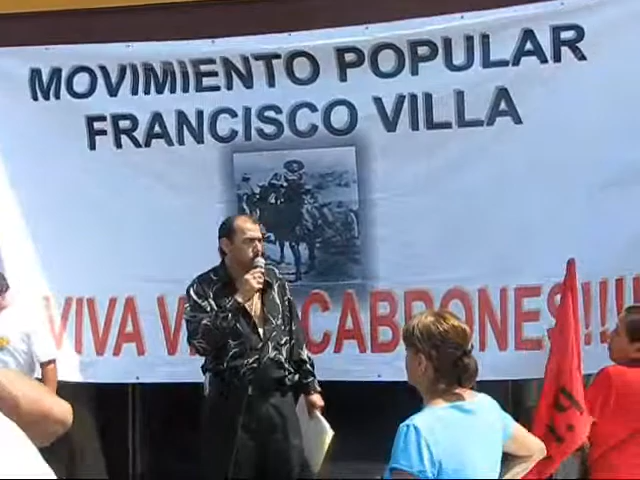 MOVIMIENTO POPULAR
FRANCISCO VILLA
VIVA V CABRONES!!!!